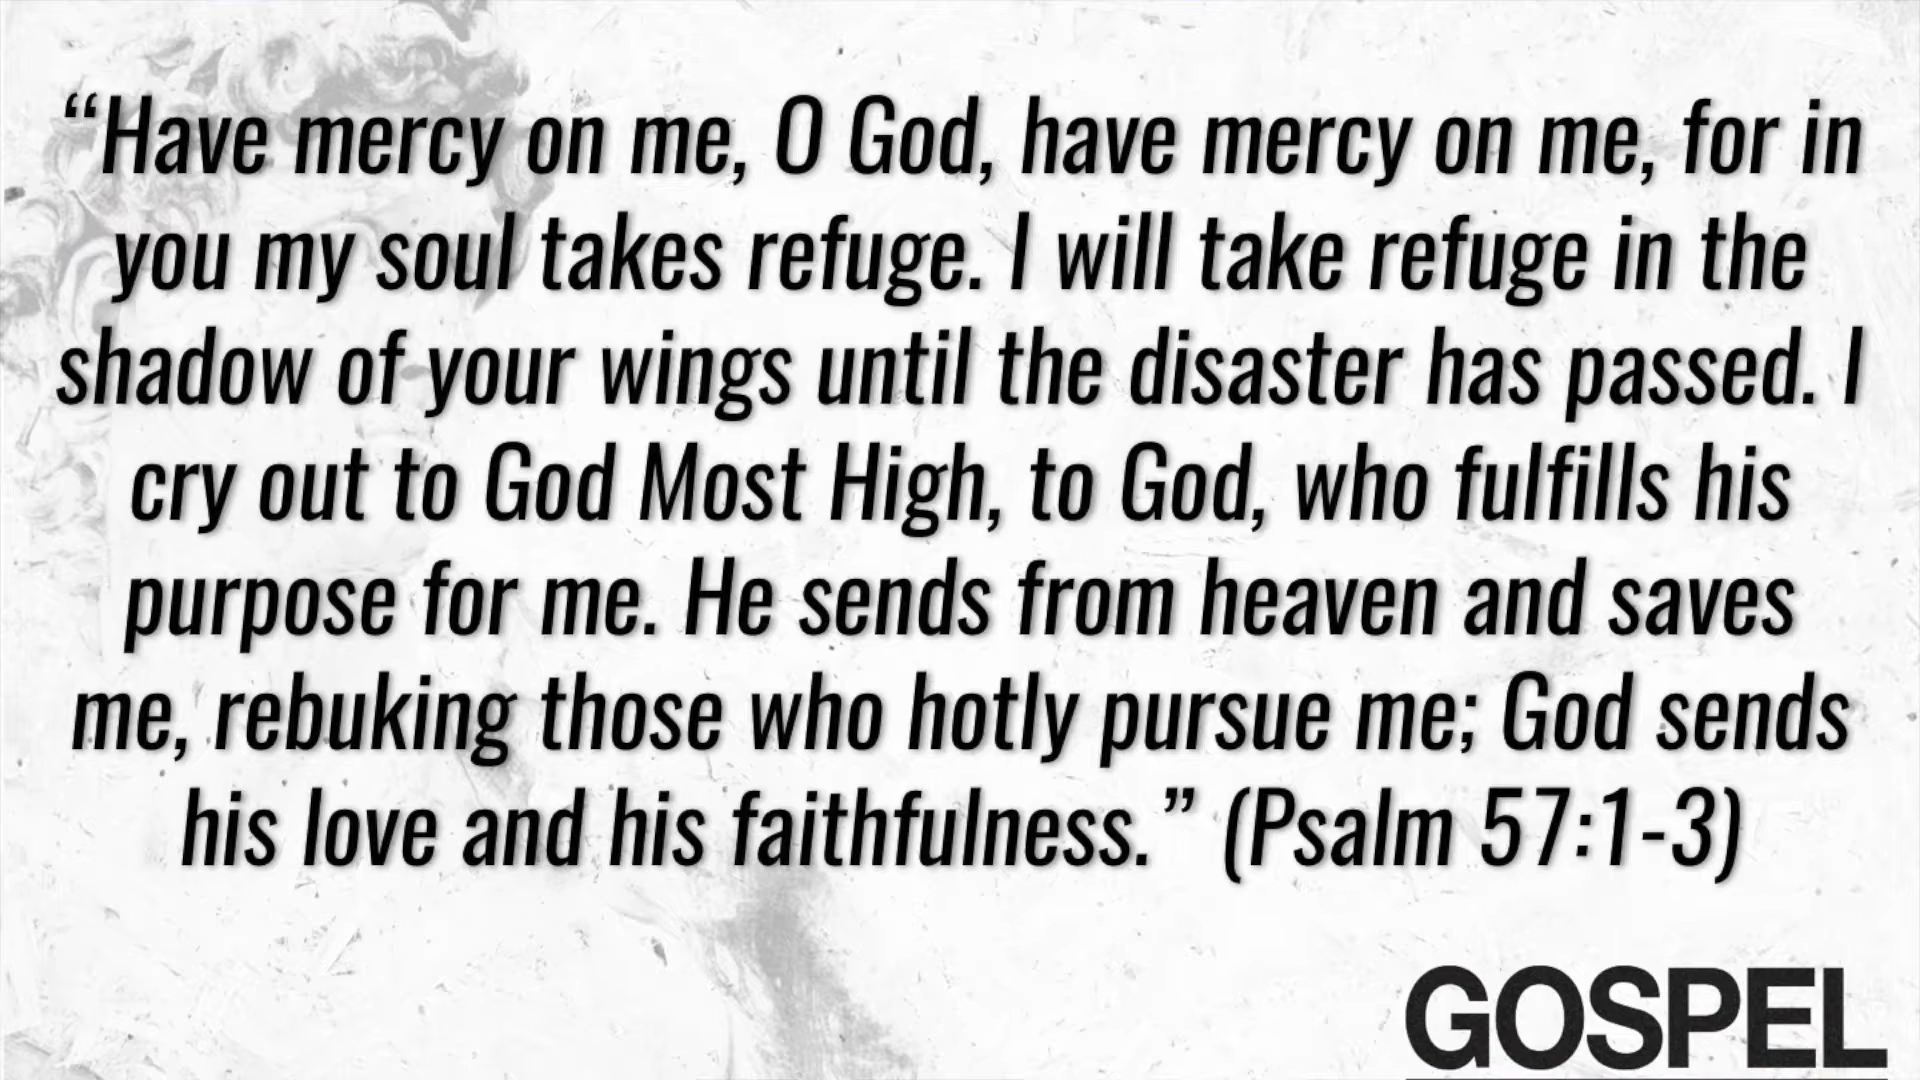 “Have mercy on me, O God, have mercy on me, for in
you my soul takes refuge. I will take refuge in the
shadow of your wings until the disaster has passed. I
cry out to God Most High, to God, who fulfills his
purpose for me. He sends from heaven and saves
me, rebuking those who hotly pursue me; God sends
his love and his faithfulness.” (Psalm 57:1-3)
GOSPEL